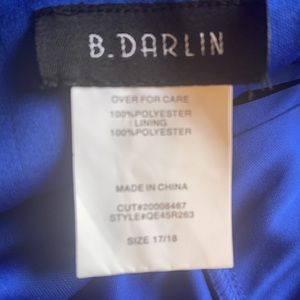 B.DARLIN
OVER FOR CARE
100%POLYESTER
LINING
100%POLYESTER
MADE IN CHINA
CUT#20008467
STYLE#QE45R263
SIZE 17/18